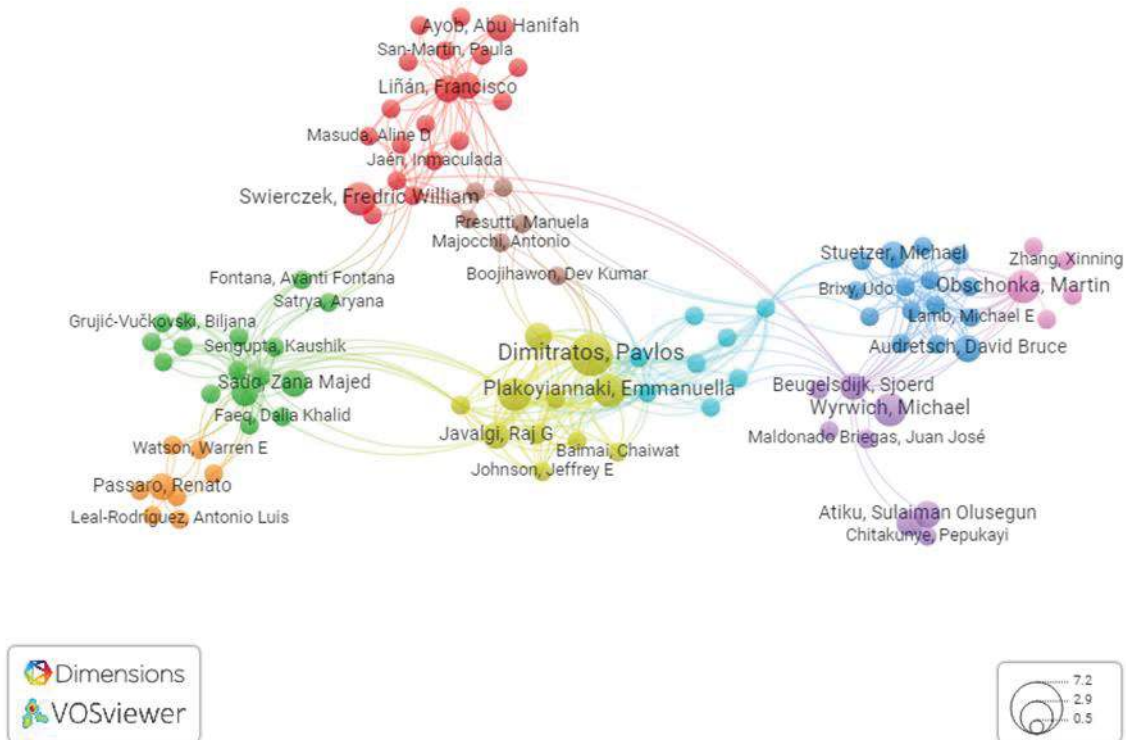 Ayob, Abu Hanifah
San-Martín, Paula
Liñán, Francisco
Masuda, Aline D
Jaén, Inmaculada
Swierczek, Fredric William
Presutti, Manuela
Majocchi, Antonio
Boojihawon, Dev Kumar
Fontana, Avanti Fontana
Satrya, Aryana
Grujić-Vučkovski, Biljana
Sengupta, Kaushik
Sado, Zana Majed
Faeq, Dalia Khalid
Watson, Warren E
Passaro, Renato
Leal-Rodríguez, Antonio Luis
Dimitratos, Pavlos
Plakoyiannaki, Emmanuella
Javalgi, Raj G
Baimai, Chaiwat
Johnson, Jeffrey E
Stuetzer, Michael
Zhang, Xinning
Brixy, Udo
Obschonka, Martin
Lamb, Michael E
Audretsch, David Bruce
Beugelsdijk, Sjoerd
Wyrwich, Michael
Maldonado Briegas, Juan José
Atiku, Sulaiman Olusegun
Chitakunye, Pepukayi
Dimensions
VOSviewer
7.2
2.9
0.5